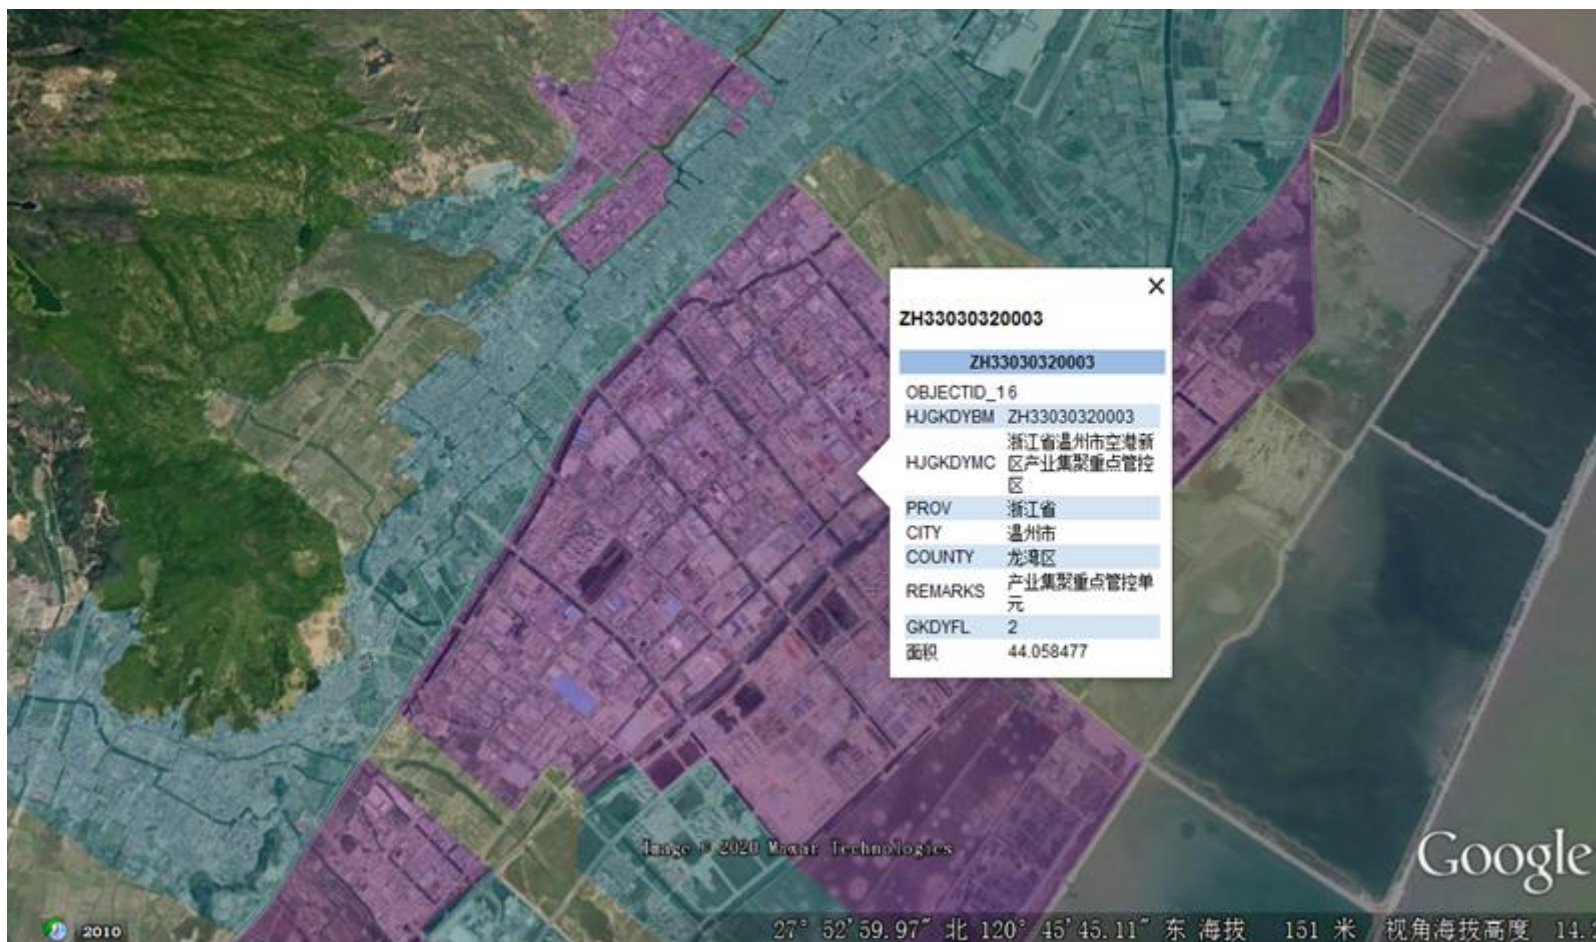 ZH33030320003
ZH33030320003
OBJECTID_16
HJGKDYBM ZH33030320003
HJGKDYMC 浙江省温州市空港新
区产业集聚重点管控
区
PROV 浙江省
CITY 温州市
COUNTY 龙湾区
REMARKS 产业集聚重点管控单
元
GKDYFL 2
面积 44.058477
Image © 2020 Maxar Technologies
Google
2010
27° 52'59.97" 北 120° 45'45.11" 东 海拔 151 米 视角海拔高度 14.